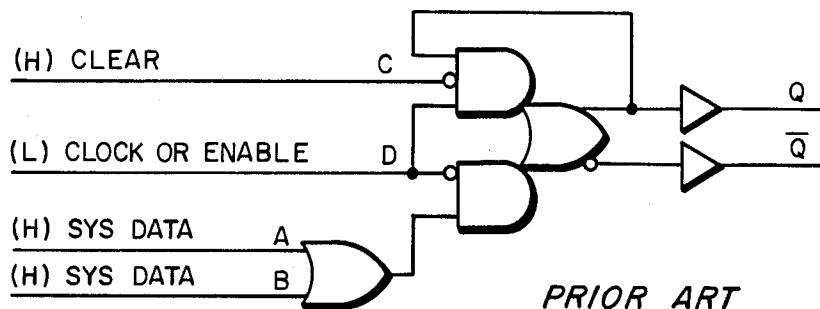 (H) CLEAR
C
Q
(L) CLOCK OR ENABLE
D
Q̅
(H) SYS DATA
A
(H) SYS DATA
B
PRIOR ART